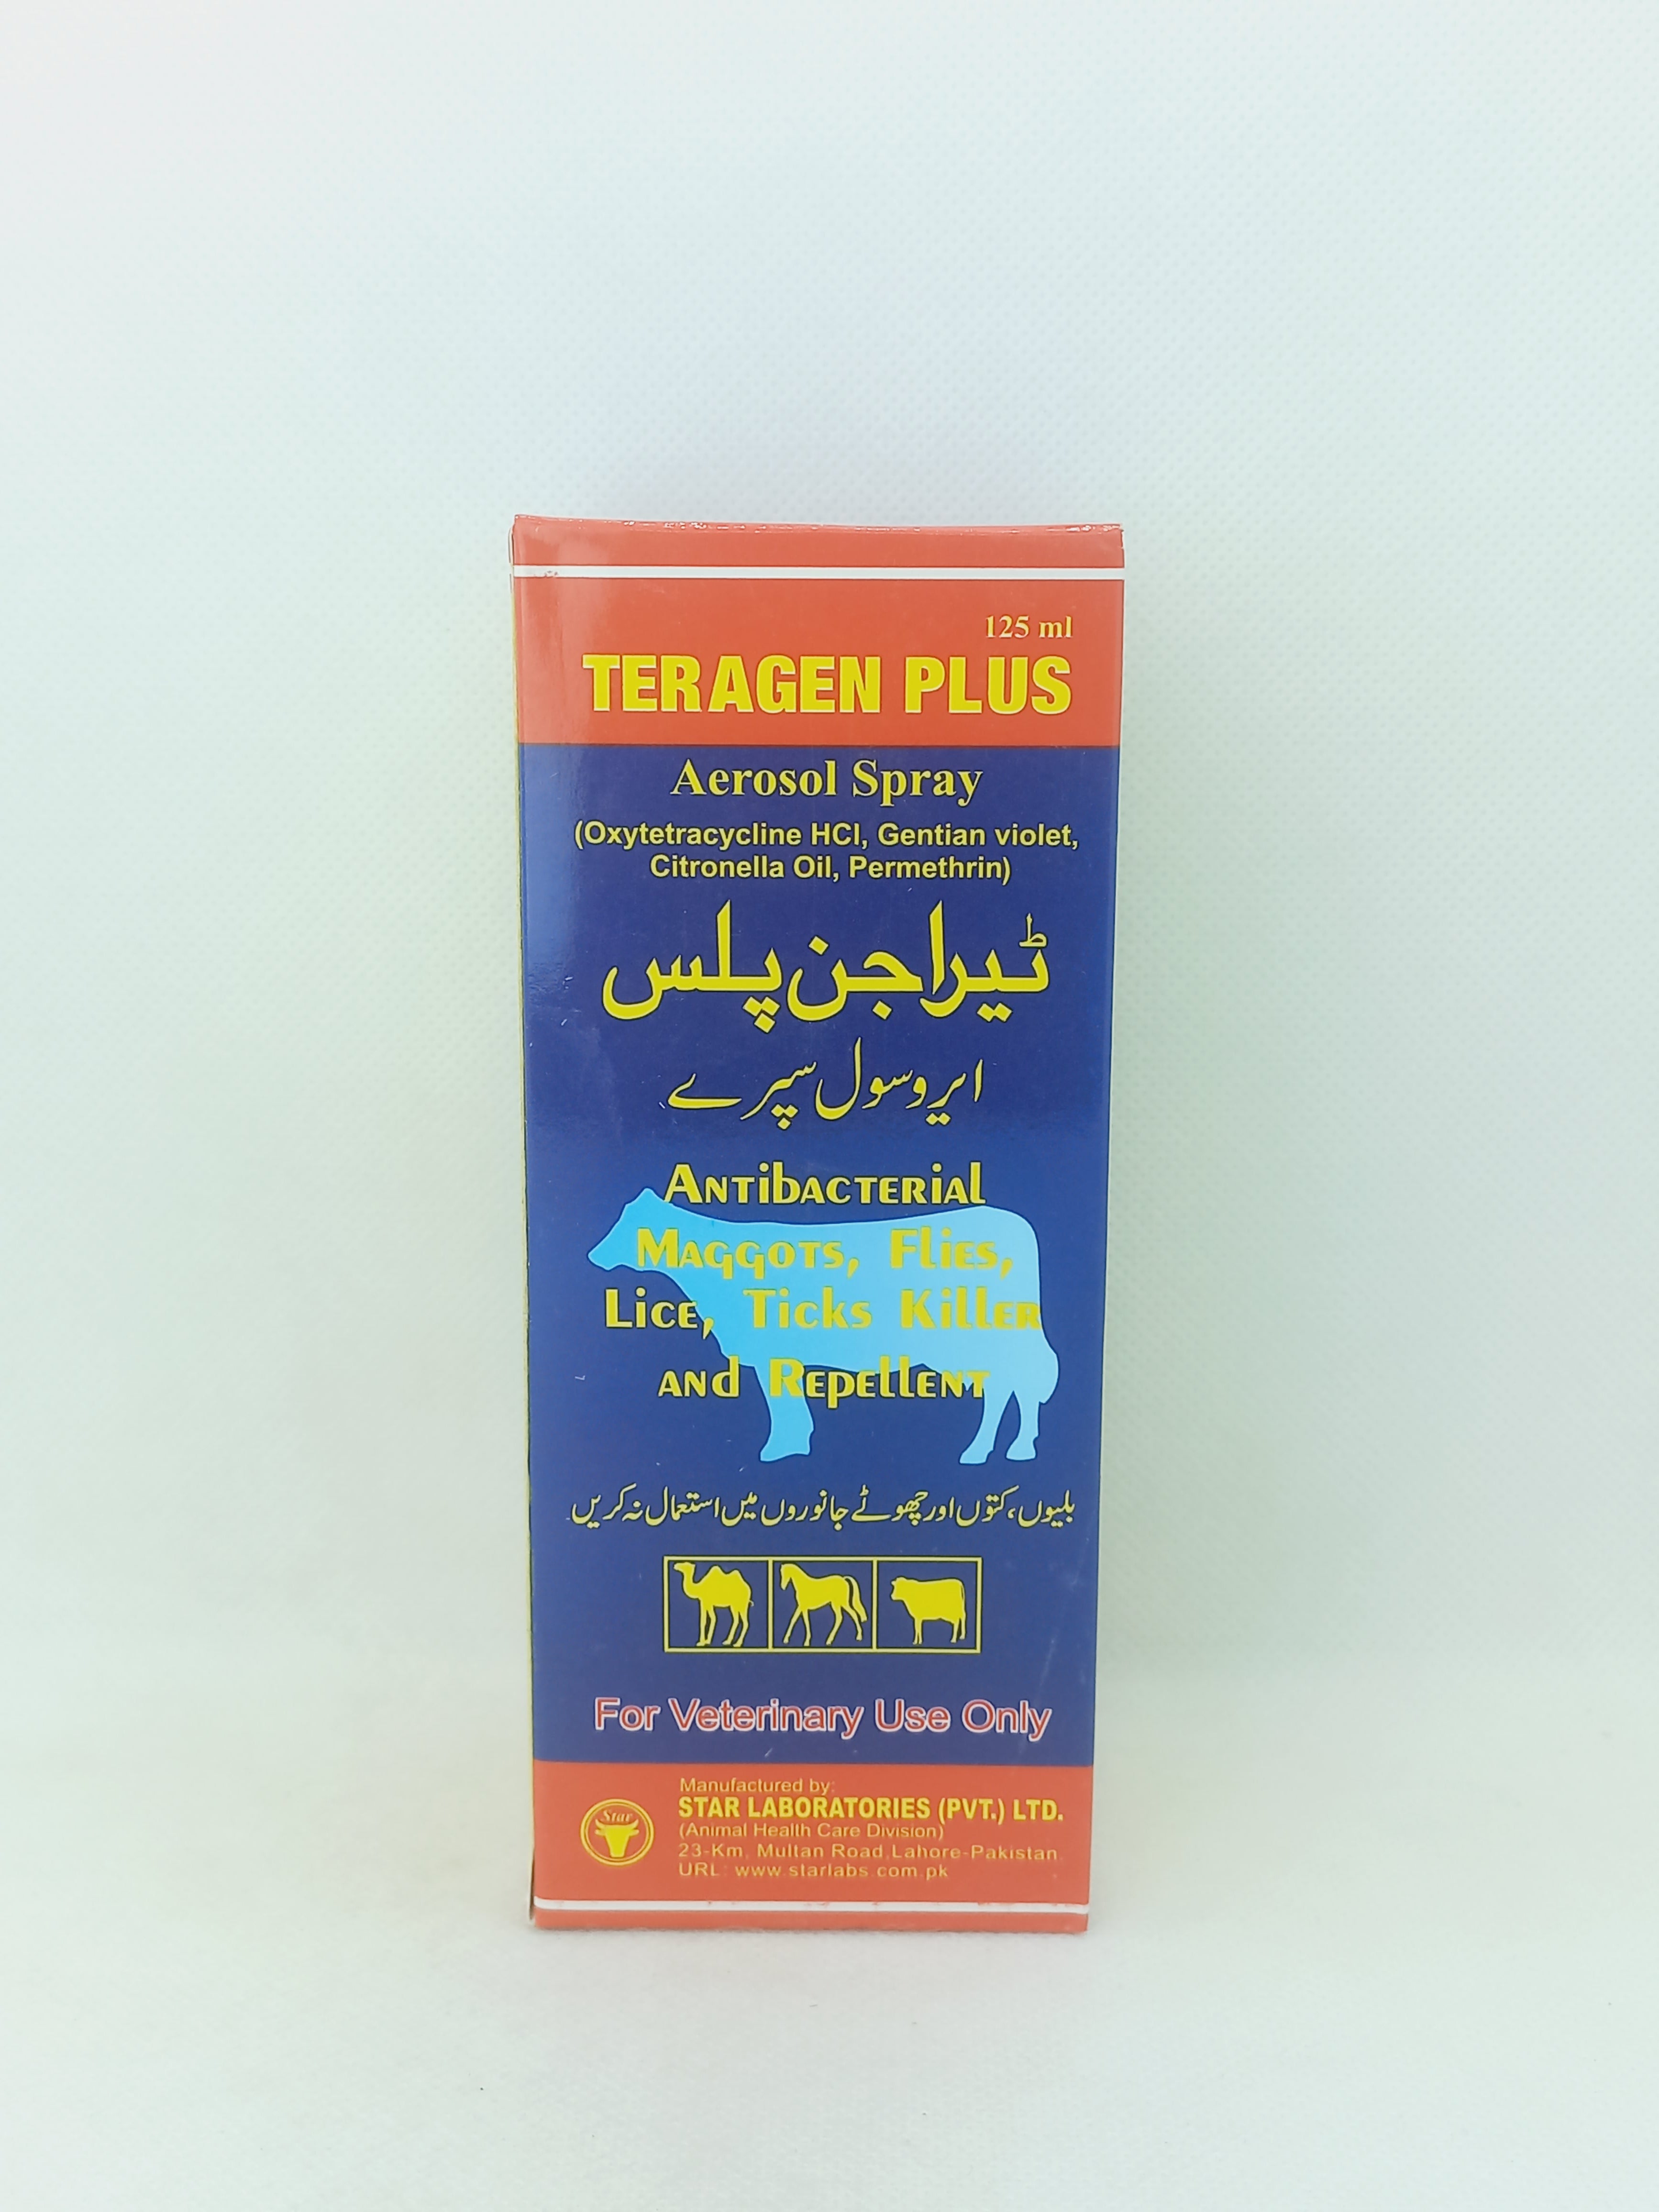 125 ml
TERAGEN PLUS
Aerosol Spray
(Oxytetracycline HCl, Gentian violet,
Citronella Oil, Permethrin)
ٹیراجن پلس
ایروسول سپرے
Antibacterial
Maggots, Flies,
Lice, Ticks Killer
and Repellent
بلیوں، کتوں اور چھوٹے جانوروں میں استعمال نہ کریں
For Veterinary Use Only
Manufactured by:
STAR LABORATORIES (PVT.) LTD.
(Animal Health Care Division)
23-Km, Multan Road, Lahore-Pakistan.
URL: www.starlabs.com.pk
Star